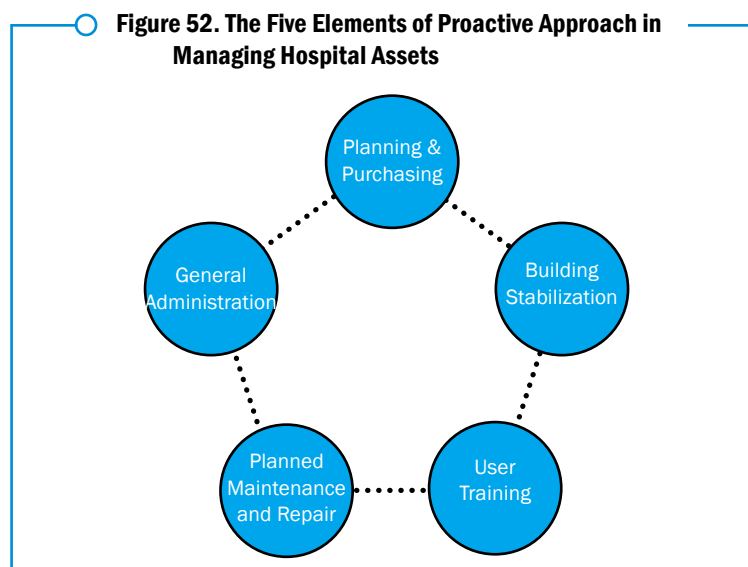 Figure 52. The Five Elements of Proactive Approach in
Managing Hospital Assets
Planning &
Purchasing
General
Administration
Building
Stabilization
Planned
Maintenance
and Repair
User
Training